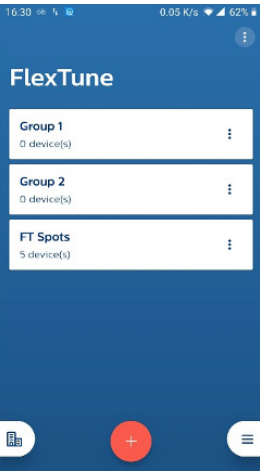 16:30 0.05 K/s 62%
FlexTune
Group 1
0 device(s)
Group 2
0 device(s)
FT Spots
5 device(s)